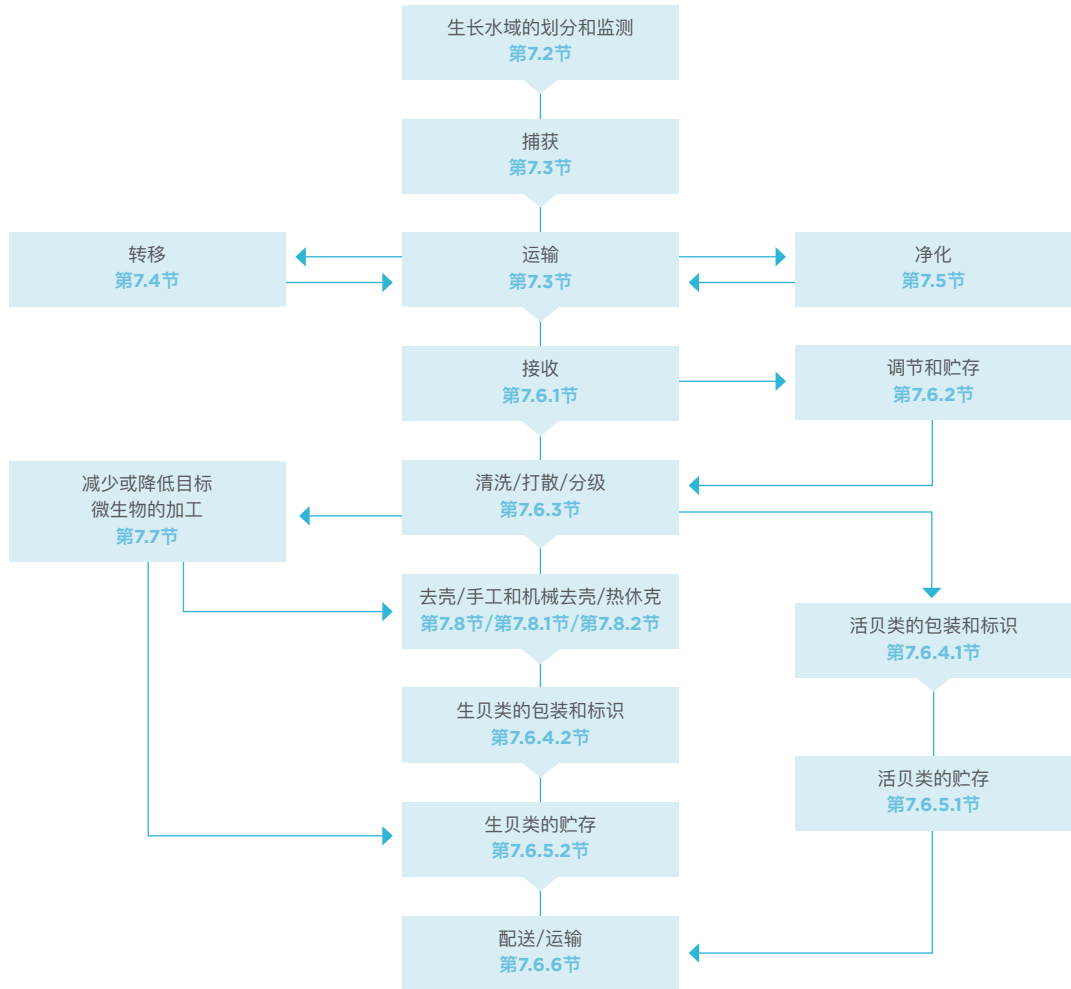 生长水域的划分和监测
第7.2节
捕获
第7.3节
转移
第7.4节
运输
第7.3节
净化
第7.5节
接收
第7.6.1节
调节和贮存
第7.6.2节
减少或降低目标
微生物的加工
第7.7节
清洗/打散/分级
第7.6.3节
去壳/手工和机械去壳/热休克
第7.8节/第7.8.1节/第7.8.2节
活贝类的包装和标识
第7.6.4.1节
生贝类的包装和标识
第7.6.4.2节
活贝类的贮存
第7.6.5.1节
生贝类的贮存
第7.6.5.2节
配送/运输
第7.6.6节